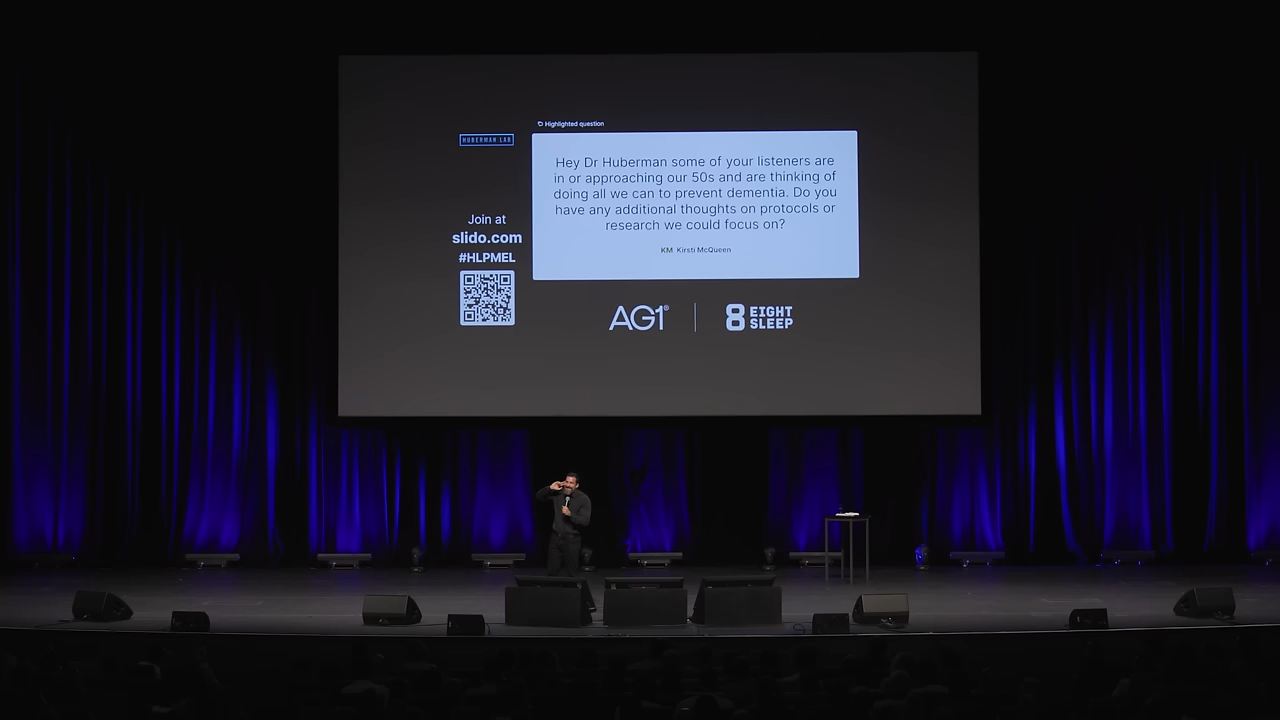 Highlighted question
HUBERMAN LAB
Hey Dr Huberman some of your listeners are
in or approaching our 50s and are thinking of
doing all we can to prevent dementia. Do you
have any additional thoughts on protocols or
research we could focus on?
KM Kirsti McQueen
Join at
slido.com
#HLPMEL
AG1®
8 EIGHT
SLEEP